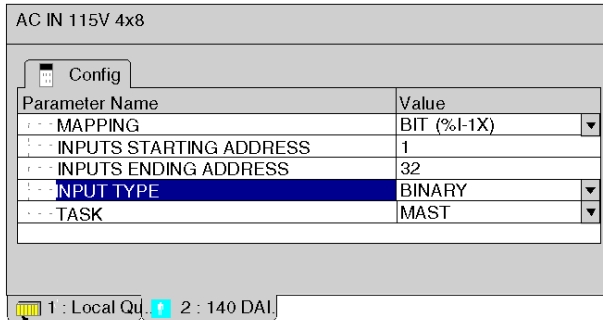 AC IN 115V 4x8
Config
Parameter Name Value
MAPPING BIT (%I-1X)
INPUTS STARTING ADDRESS 1
INPUTS ENDING ADDRESS 32
INPUT TYPE BINARY
TASK MAST
1 : Local Qu... 2 : 140 DAI.